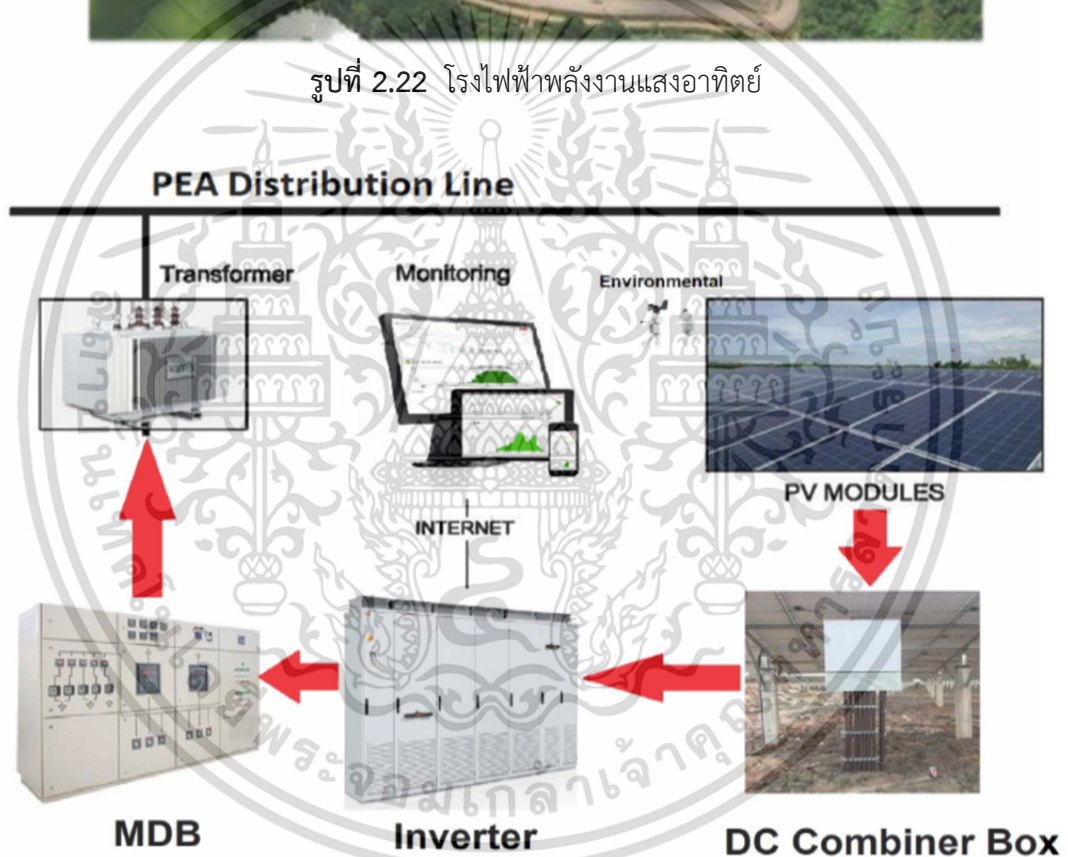 รูปที่ 2.22 โรงไฟฟ้าพลังงานแสงอาทิตย์
PEA Distribution Line
Transformer
Monitoring
Environmental
PV MODULES
INTERNET
MDB
Inverter
DC Combiner Box